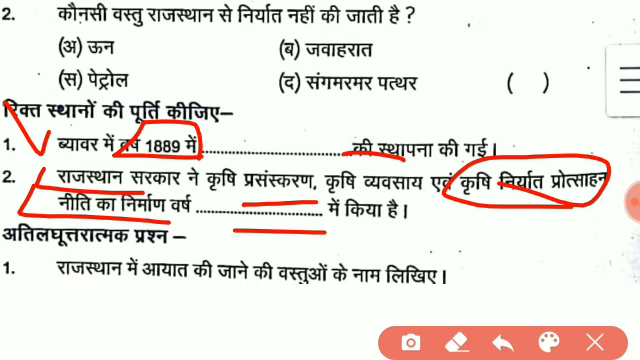 2. कौनसी वस्तु राजस्थान से निर्यात नहीं की जाती है ?
(अ) ऊन (ब) जवाहरात
(स) पेट्रोल (द) संगमरमर पत्थर ( )
रिक्त स्थानों की पूर्ति कीजिए–
1. ब्यावर में वर्ष 1889 में ................................ की स्थापना की गई।
2. राजस्थान सरकार ने कृषि प्रसंस्करण, कृषि व्यवसाय एवं कृषि निर्यात प्रोत्साहन
नीति का निर्माण वर्ष ............................ में किया है।
अतिलघूत्तरात्मक प्रश्न –
1. राजस्थान में आयात की जाने की वस्तुओं के नाम लिखिए।